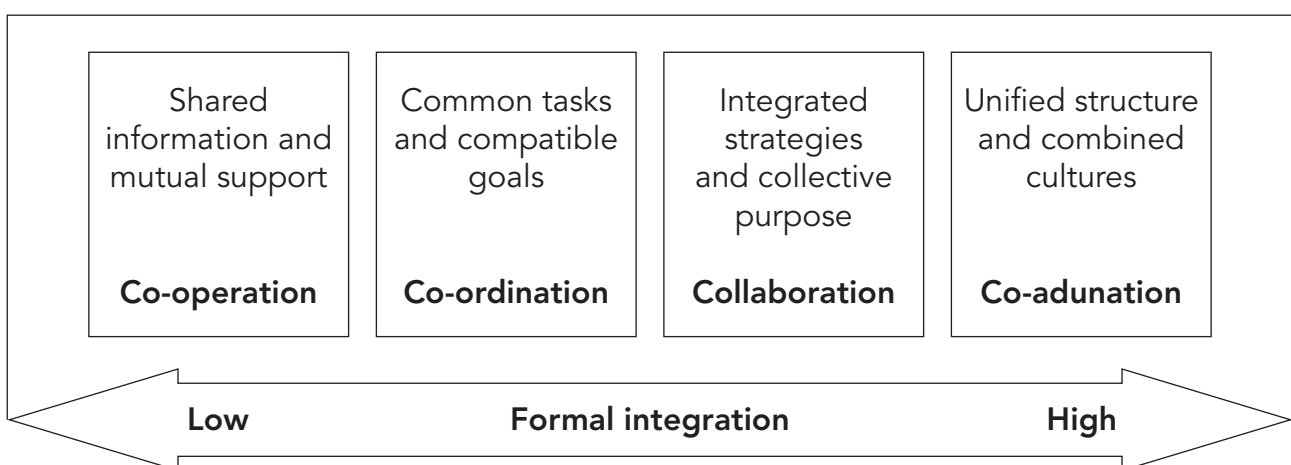 Shared
information and
mutual support
Co-operation
Common tasks
and compatible
goals
Co-ordination
Integrated
strategies
and collective
purpose
Collaboration
Unified structure
and combined
cultures
Co-adunation
Low
Formal integration
High